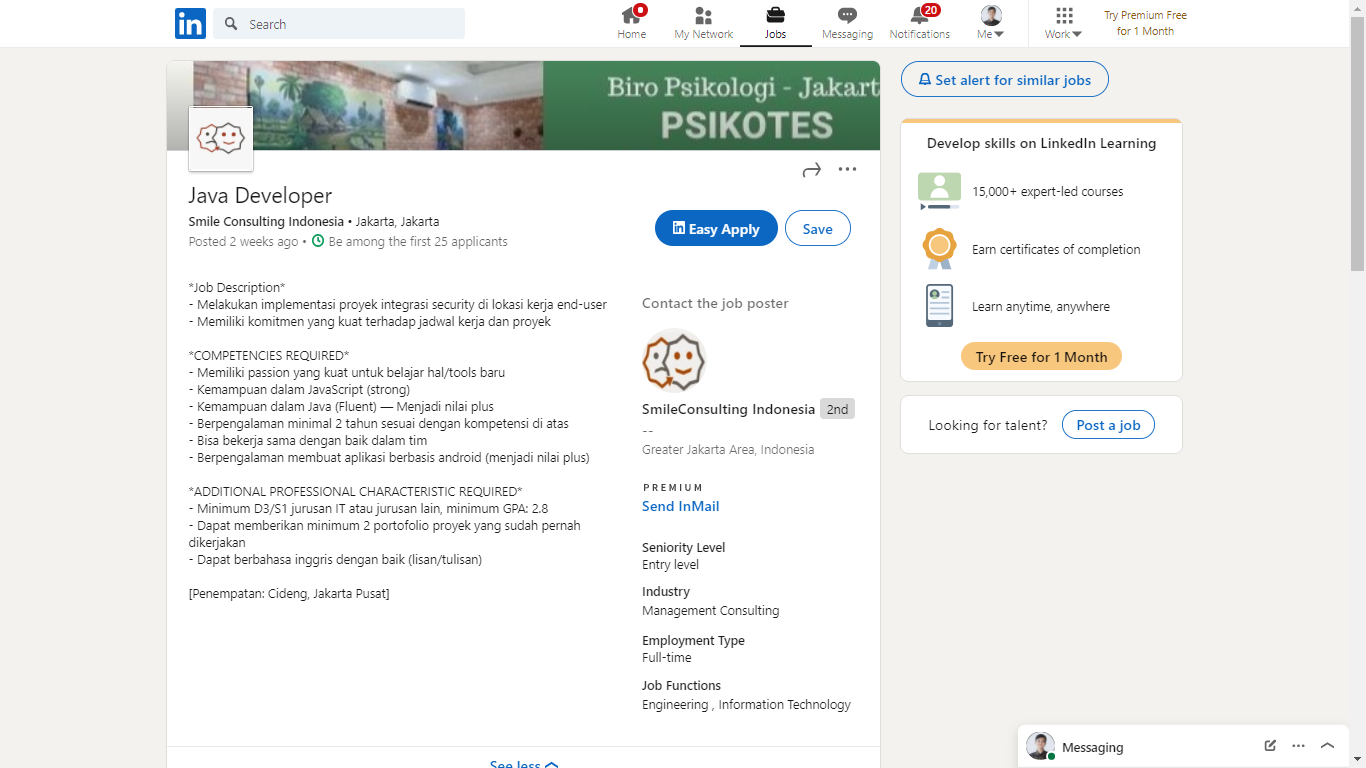 in
Search
Home
My Network
Jobs
Messaging
20
Notifications
Me
Work
Try Premium Free
for 1 Month
Biro Psikologi - Jakart
PSIKOTES
Java Developer
Smile Consulting Indonesia • Jakarta, Jakarta
Posted 2 weeks ago • Be among the first 25 applicants
in Easy Apply
Save
*Job Description*
- Melakukan implementasi proyek integrasi security di lokasi kerja end-user
- Memiliki komitmen yang kuat terhadap jadwal kerja dan proyek
*COMPETENCIES REQUIRED*
- Memiliki passion yang kuat untuk belajar hal/tools baru
- Kemampuan dalam JavaScript (strong)
- Kemampuan dalam Java (Fluent) — Menjadi nilai plus
- Berpengalaman minimal 2 tahun sesuai dengan kompetensi di atas
- Bisa bekerja sama dengan baik dalam tim
- Berpengalaman membuat aplikasi berbasis android (menjadi nilai plus)
*ADDITIONAL PROFESSIONAL CHARACTERISTIC REQUIRED*
- Minimum D3/S1 jurusan IT atau jurusan lain, minimum GPA: 2.8
- Dapat memberikan minimum 2 portofolio proyek yang sudah pernah
dikerjakan
- Dapat berbahasa inggris dengan baik (lisan/tulisan)
[Penempatan: Cideng, Jakarta Pusat]
Contact the job poster
SmileConsulting Indonesia 2nd
--
Greater Jakarta Area, Indonesia
PREMIUM
Send InMail
Seniority Level
Entry level
Industry
Management Consulting
Employment Type
Full-time
Job Functions
Engineering , Information Technology
See less
Set alert for similar jobs
Develop skills on LinkedIn Learning
15,000+ expert-led courses
Earn certificates of completion
Learn anytime, anywhere
Try Free for 1 Month
Looking for talent?
Post a job
Messaging